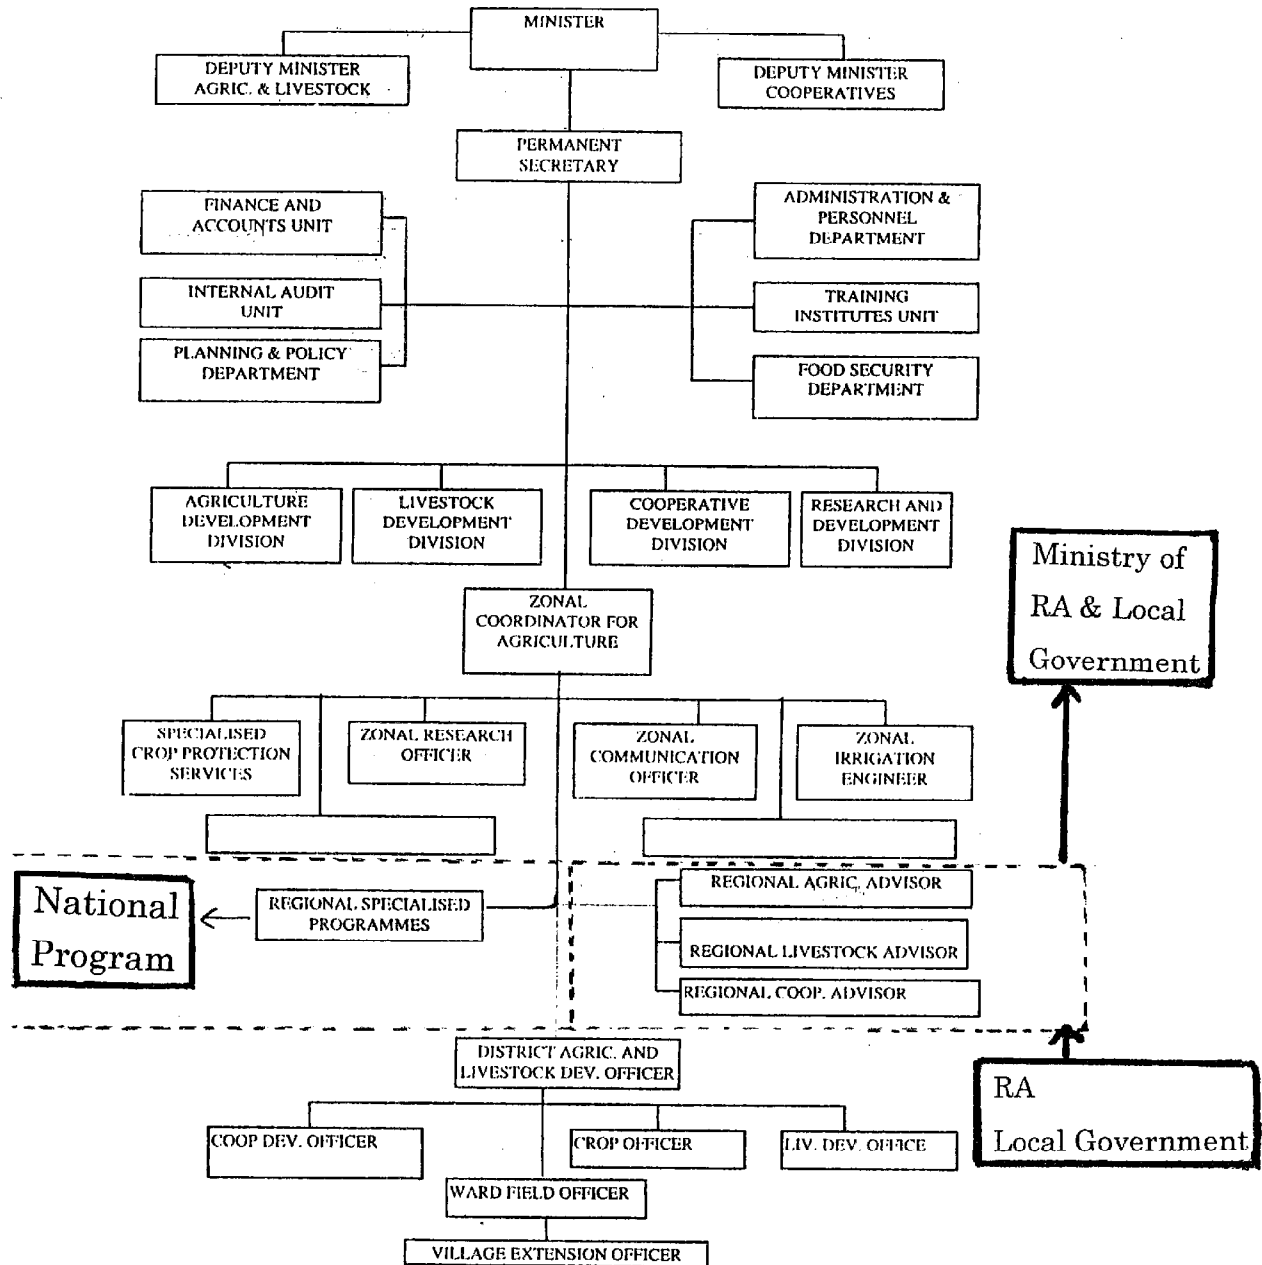 MINISTER
DEPUTY MINISTER
AGRIC. & LIVESTOCK
DEPUTY MINISTER
COOPERATIVES
PERMANENT
SECRETARY
FINANCE AND
ACCOUNTS UNIT
ADMINISTRATION &
PERSONNEL
DEPARTMENT
INTERNAL AUDIT
UNIT
TRAINING
INSTITUTES UNIT
PLANNING & POLICY
DEPARTMENT
FOOD SECURITY
DEPARTMENT
AGRICULTURE
DEVELOPMENT
DIVISION
LIVESTOCK
DEVELOPMENT
DIVISION
COOPERATIVE
DEVELOPMENT
DIVISION
RESEARCH AND
DEVELOPMENT
DIVISION
Ministry of
RA & Local
Government
ZONAL
COORDINATOR FOR
AGRICULTURE
SPECIALISED
CROP PROTECTION
SERVICES
ZONAL RESEARCH
OFFICER
ZONAL
COMMUNICATION
OFFICER
ZONAL
IRRIGATION
ENGINEER
National
Program
REGIONAL SPECIALISED
PROGRAMMES
REGIONAL AGRIC. ADVISOR
REGIONAL LIVESTOCK ADVISOR
REGIONAL COOP. ADVISOR
DISTRICT AGRIC. AND
LIVESTOCK DEV. OFFICER
RA
Local Government
COOP DEV. OFFICER
CROP OFFICER
LIV. DEV. OFFICE
WARD FIELD OFFICER
VILLAGE EXTENSION OFFICER